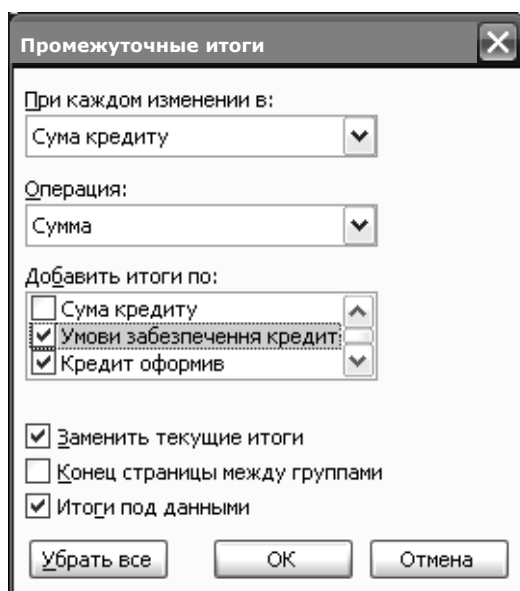 Промежуточные итоги
При каждом изменении в:
Сума кредиту
Операция:
Сумма
Добавить итоги по:
Сума кредиту
Умови забезпечення кредит
Кредит оформив
Заменить текущие итоги
Конец страницы между группами
Итоги под данными
Убрать все
ОК
Отмена